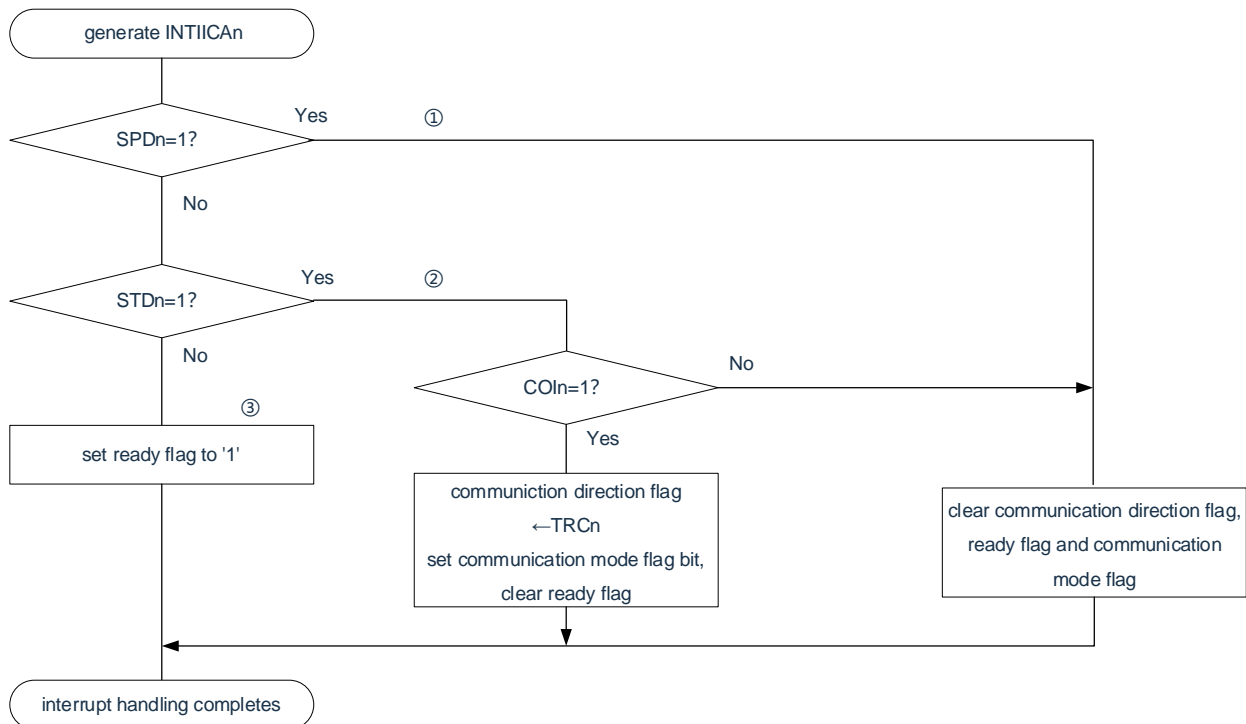 generate INTIICAn
Yes
①
SPDn=1?
No
Yes
②
STDn=1?
No
No
COIn=1?
③
Yes
set ready flag to '1'
communiction direction flag
←TRCn
set communication mode flag bit,
clear ready flag
clear communication direction flag,
ready flag and communication
mode flag
interrupt handling completes